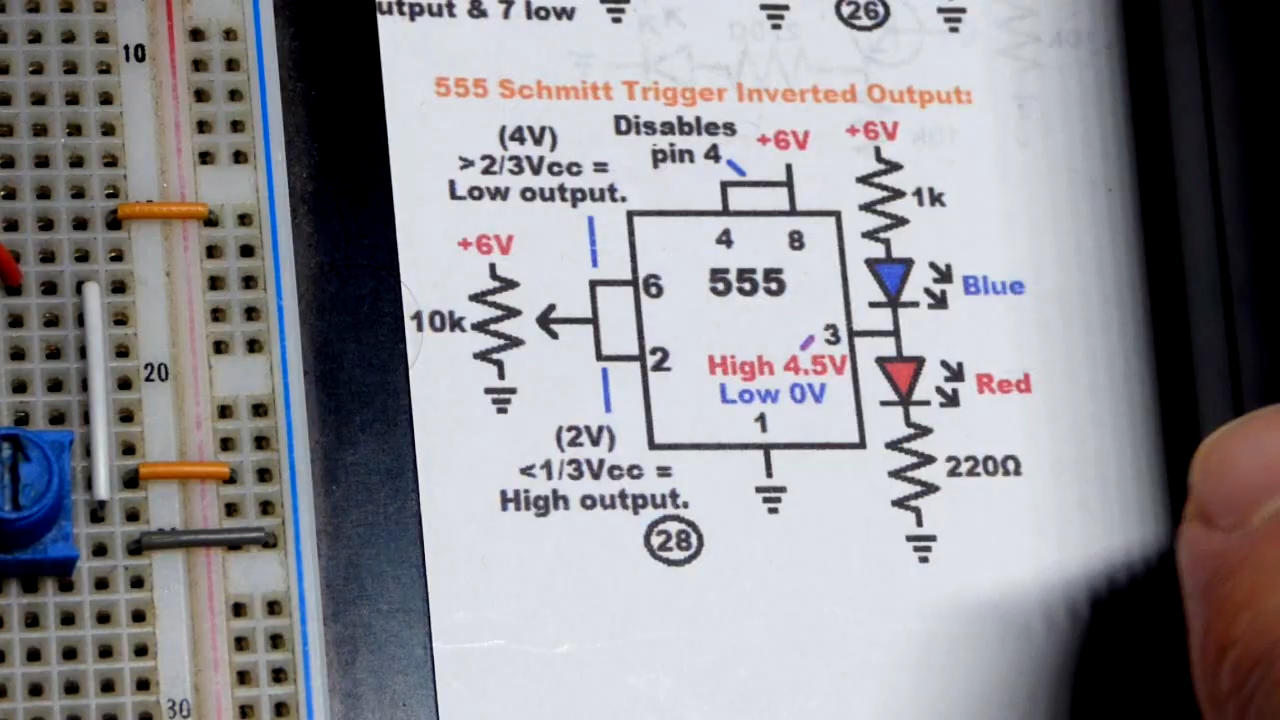 utput & 7 low
26
555 Schmitt Trigger Inverted Output:
(4V)
>2/3Vcc =
Low output.
Disables
pin 4
+6V
+6V
1k
4 8
+6V
6
555
Blue
10k
3
2
High 4.5V
Low 0V
Red
1
(2V)
<1/3Vcc =
High output.
220Ω
28
10
20
30